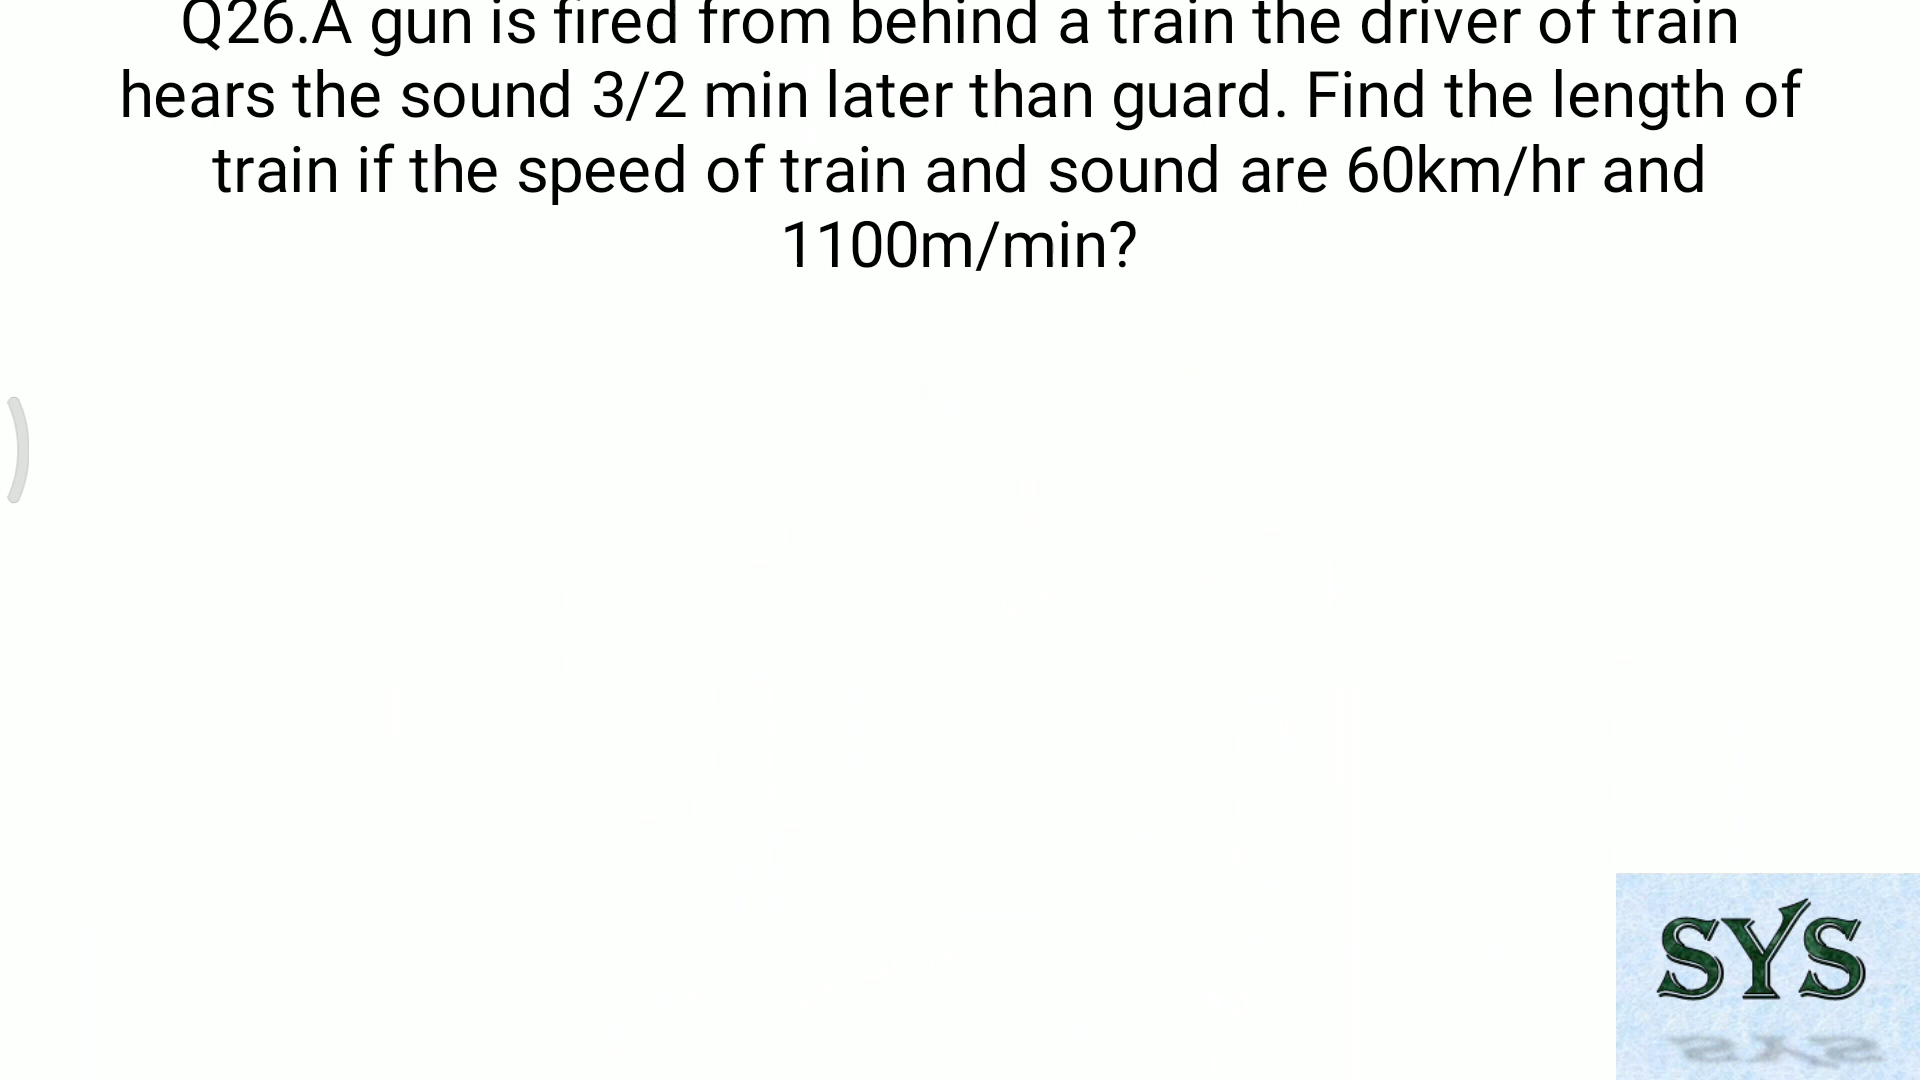 Q26.A gun is fired from behind a train the driver of train
hears the sound 3/2 min later than guard. Find the length of
train if the speed of train and sound are 60km/hr and
1100m/min?
SYS